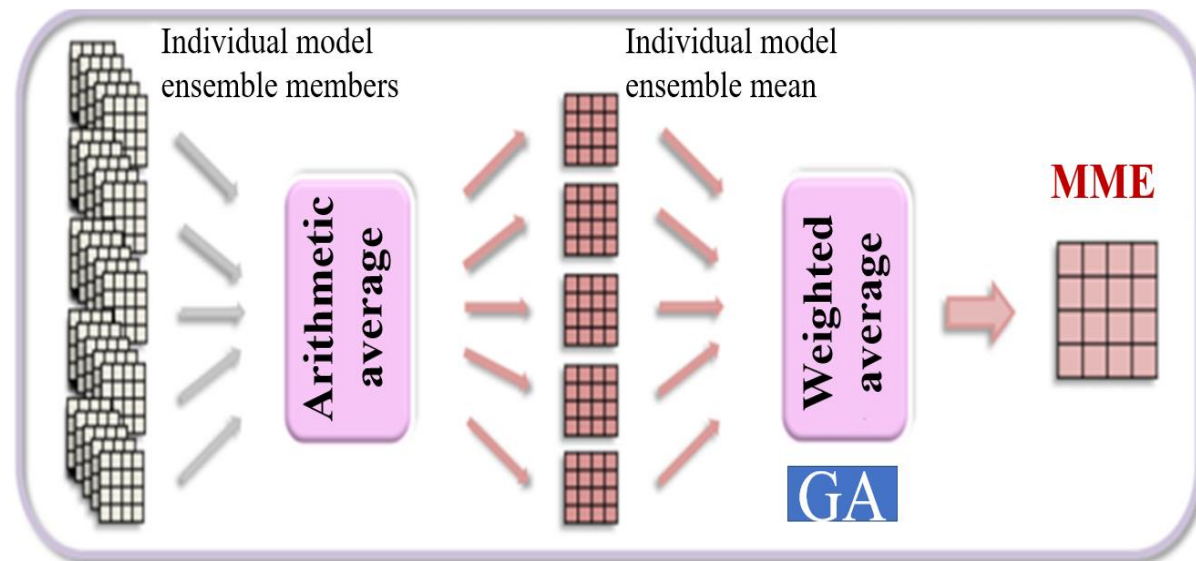 Individual model
ensemble members
Arithmetic
average
Individual model
ensemble mean
Weighted
average
GA
MME